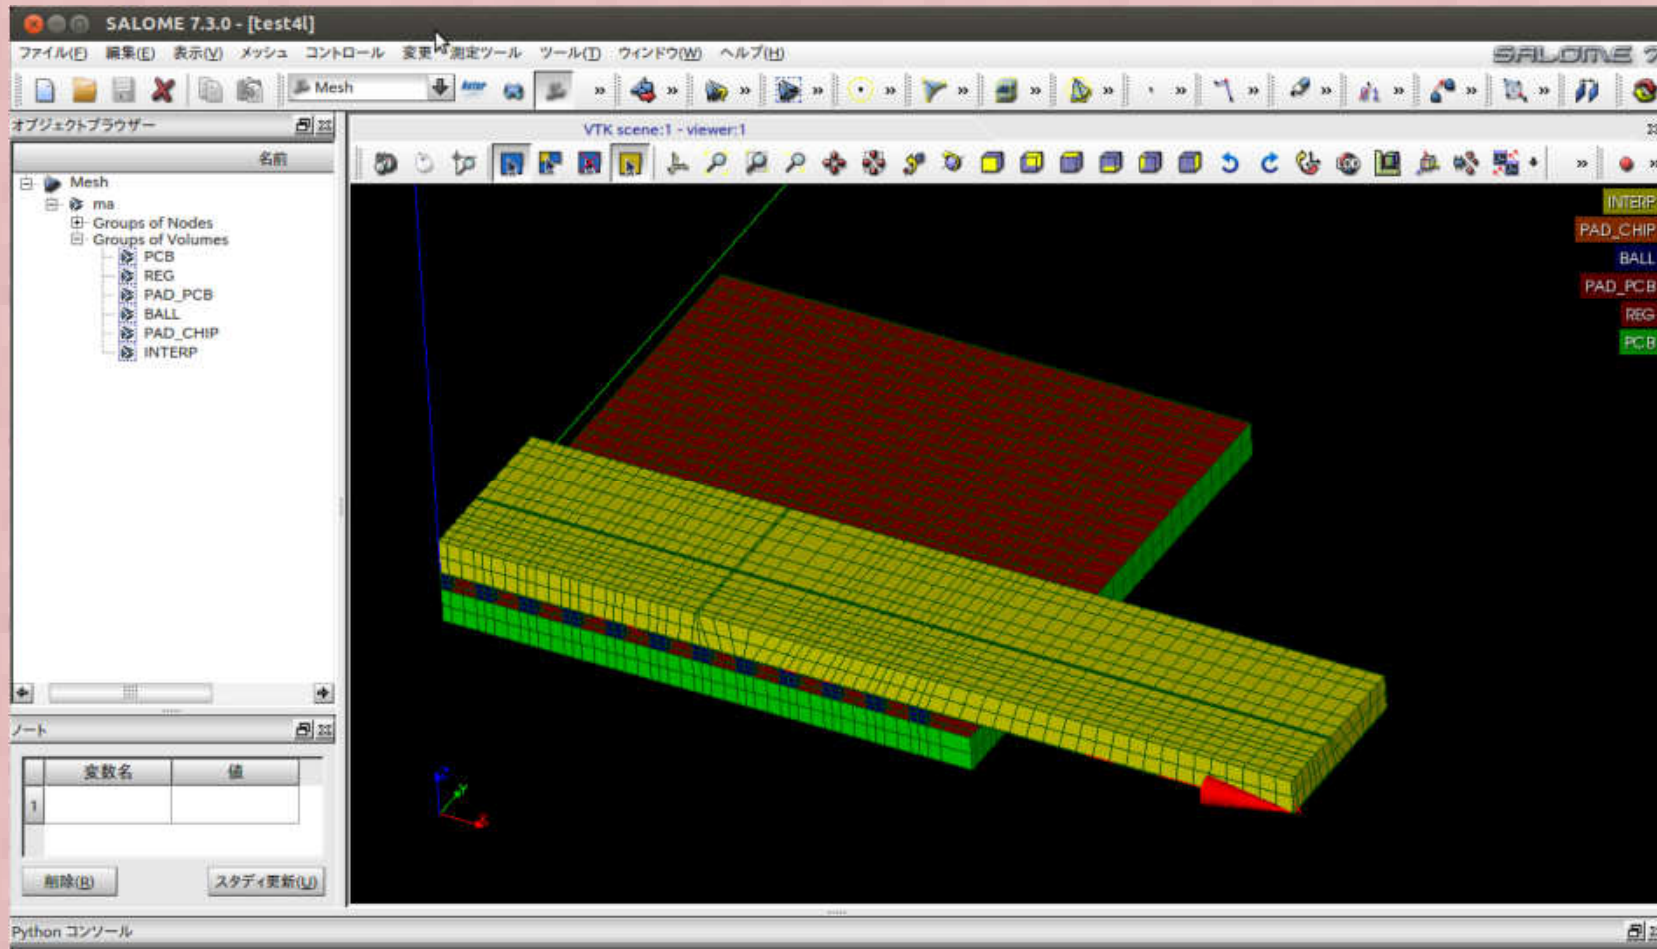 SALOME 7.3.0 - [test4l]
ファイル(F) 編集(E) 表示(V) メッシュ コントロール 変更 測定ツール ツール(T) ウィンドウ(W) ヘルプ(H)
SALOME 7
Mesh
オブジェクトブラウザー
VTK scene:1 - viewer:1
名前
Mesh
ma
Groups of Nodes
Groups of Volumes
PCB
REG
PAD_PCB
BALL
PAD_CHIP
INTERP
INTERP
PAD_CHIP
BALL
PAD_PCB
REG
PCB
Z
Y
X
ノート
変数名 値
1
削除(R) スタディ更新(U)
Python コンソール